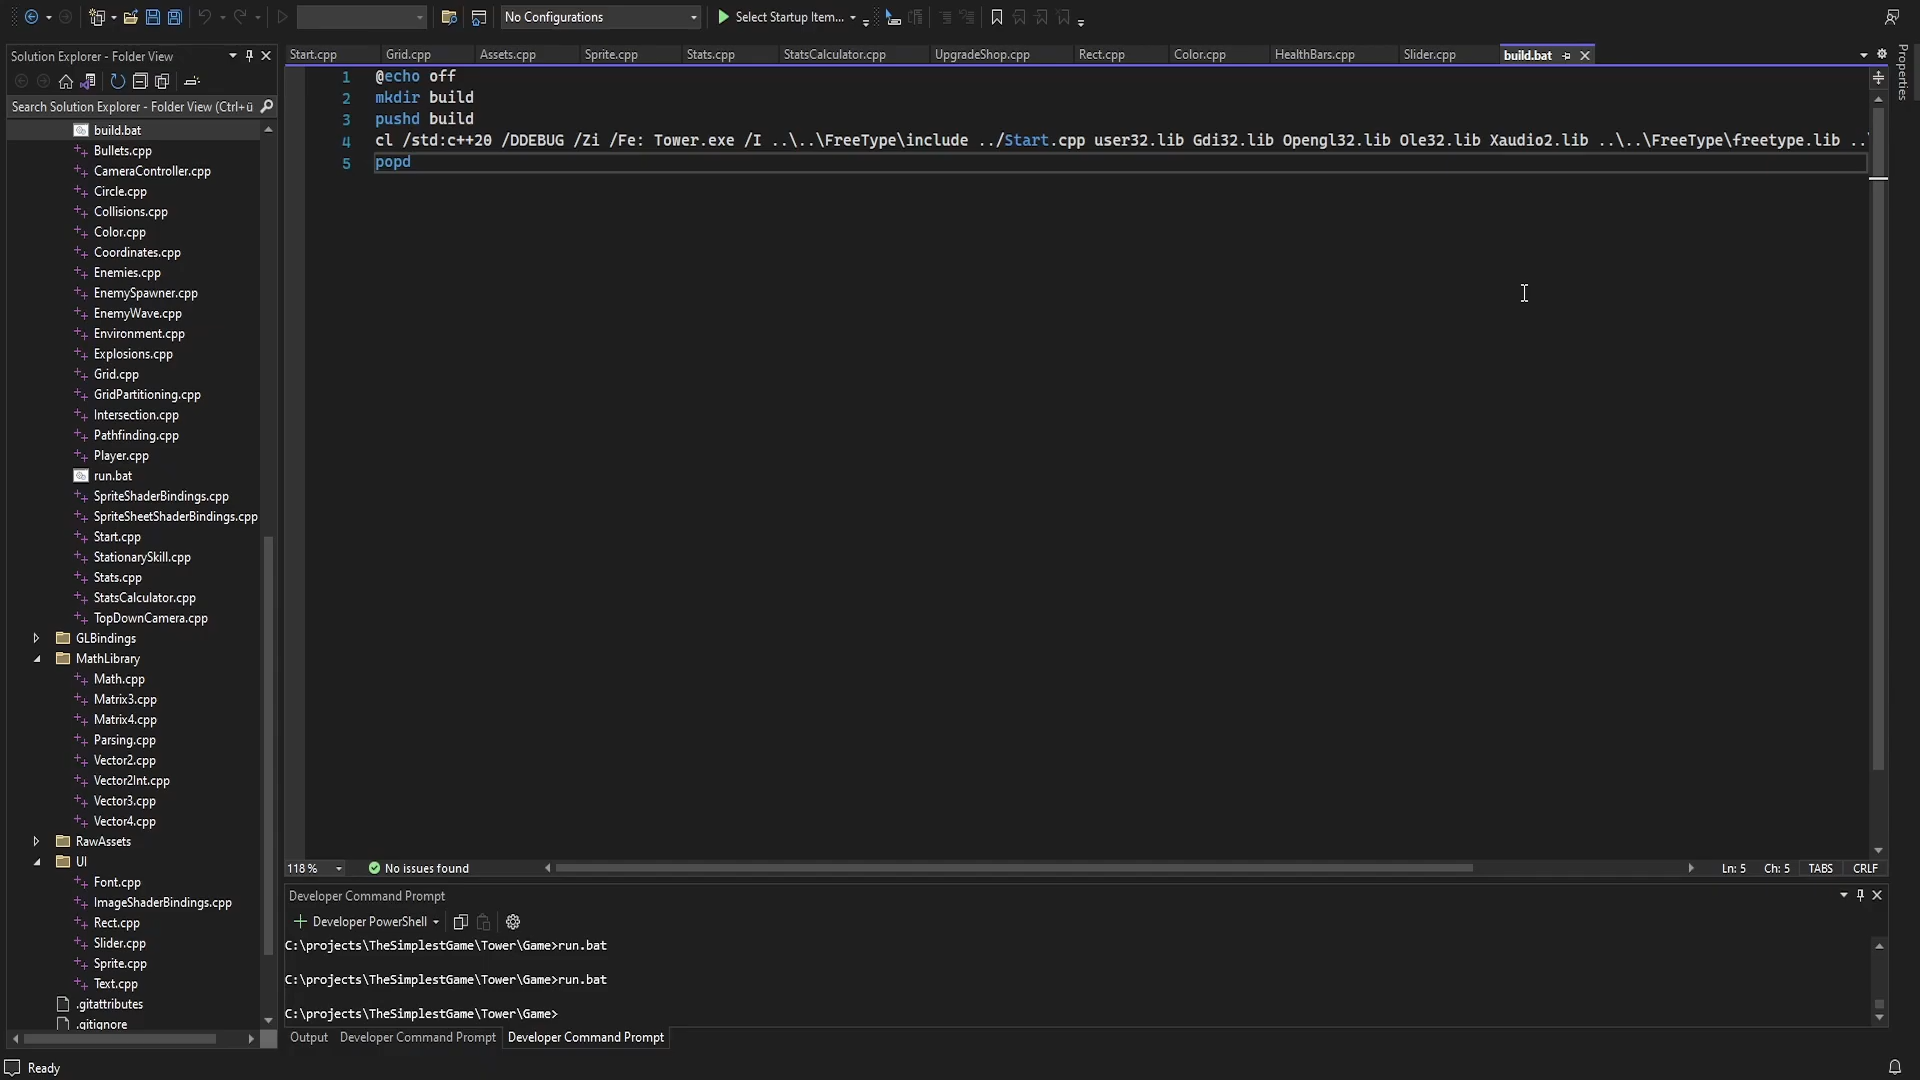 No Configurations
Select Startup Item...
Solution Explorer - Folder View
Search Solution Explorer - Folder View (Ctrl+ü
build.bat
Bullets.cpp
CameraController.cpp
Circle.cpp
Collisions.cpp
Color.cpp
Coordinates.cpp
Enemies.cpp
EnemySpawner.cpp
EnemyWave.cpp
Environment.cpp
Explosions.cpp
Grid.cpp
GridPartitioning.cpp
Intersection.cpp
Pathfinding.cpp
Player.cpp
run.bat
SpriteShaderBindings.cpp
SpriteSheetShaderBindings.cpp
Start.cpp
StationarySkill.cpp
Stats.cpp
StatsCalculator.cpp
TopDownCamera.cpp
GLBindings
MathLibrary
Math.cpp
Matrix3.cpp
Matrix4.cpp
Parsing.cpp
Vector2.cpp
Vector2Int.cpp
Vector3.cpp
Vector4.cpp
RawAssets
UI
Font.cpp
ImageShaderBindings.cpp
Rect.cpp
Slider.cpp
Sprite.cpp
Text.cpp
.gitattributes
.gitignore
Start.cpp Grid.cpp Assets.cpp Sprite.cpp Stats.cpp StatsCalculator.cpp UpgradeShop.cpp Rect.cpp Color.cpp HealthBars.cpp Slider.cpp build.bat
1 @echo off
2 mkdir build
3 pushd build
4 cl /std:c++20 /DDEBUG /Zi /Fe: Tower.exe /I ..\..\FreeType\include ../Start.cpp user32.lib Gdi32.lib Opengl32.lib Ole32.lib Xaudio2.lib ..\..\FreeType\freetype.lib ..\
5 popd
118 % No issues found Ln: 5 Ch: 5 TABS CRLF
Developer Command Prompt
Developer PowerShell
C:\projects\TheSimplestGame\Tower\Game>run.bat
C:\projects\TheSimplestGame\Tower\Game>run.bat
C:\projects\TheSimplestGame\Tower\Game>
Output Developer Command Prompt Developer Command Prompt
Properties
Ready